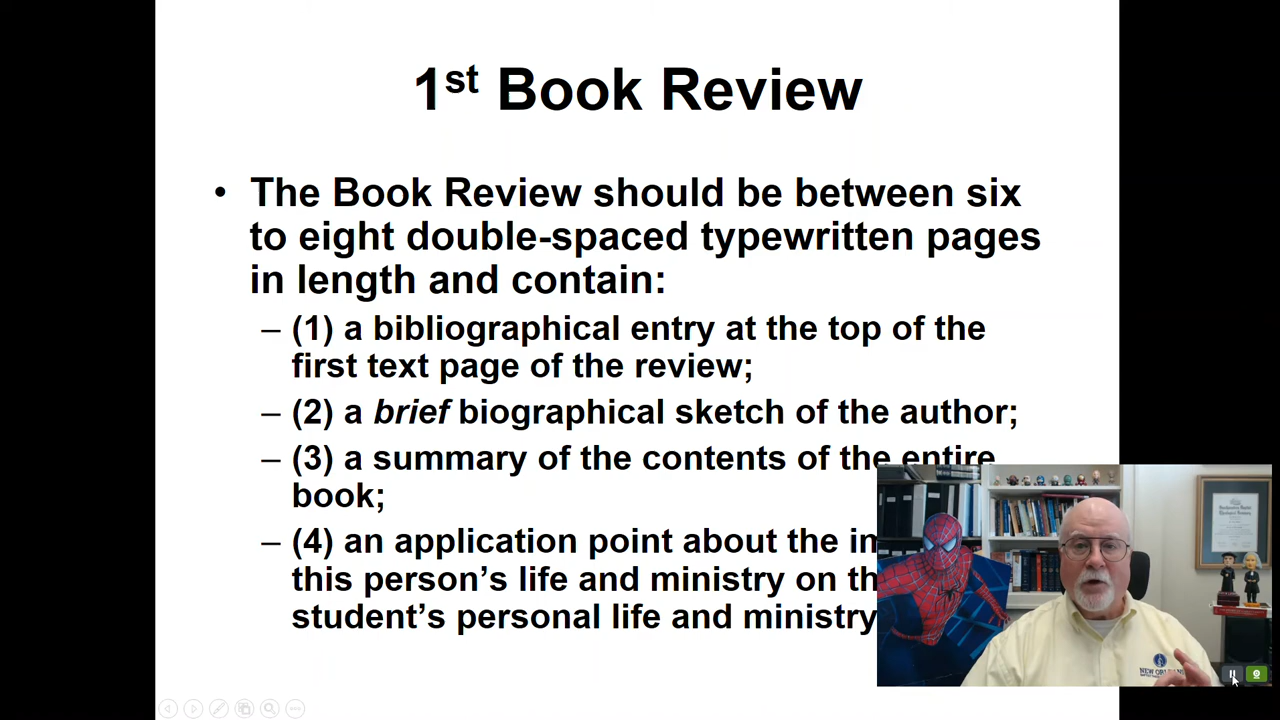 1st Book Review
• The Book Review should be between six
to eight double-spaced typewritten pages
in length and contain:
– (1) a bibliographical entry at the top of the
first text page of the review;
– (2) a brief biographical sketch of the author;
– (3) a summary of the contents of the entire
book;
– (4) an application point about the
this person's life and ministry on
student's personal life and ministry
NEW ORLEANS